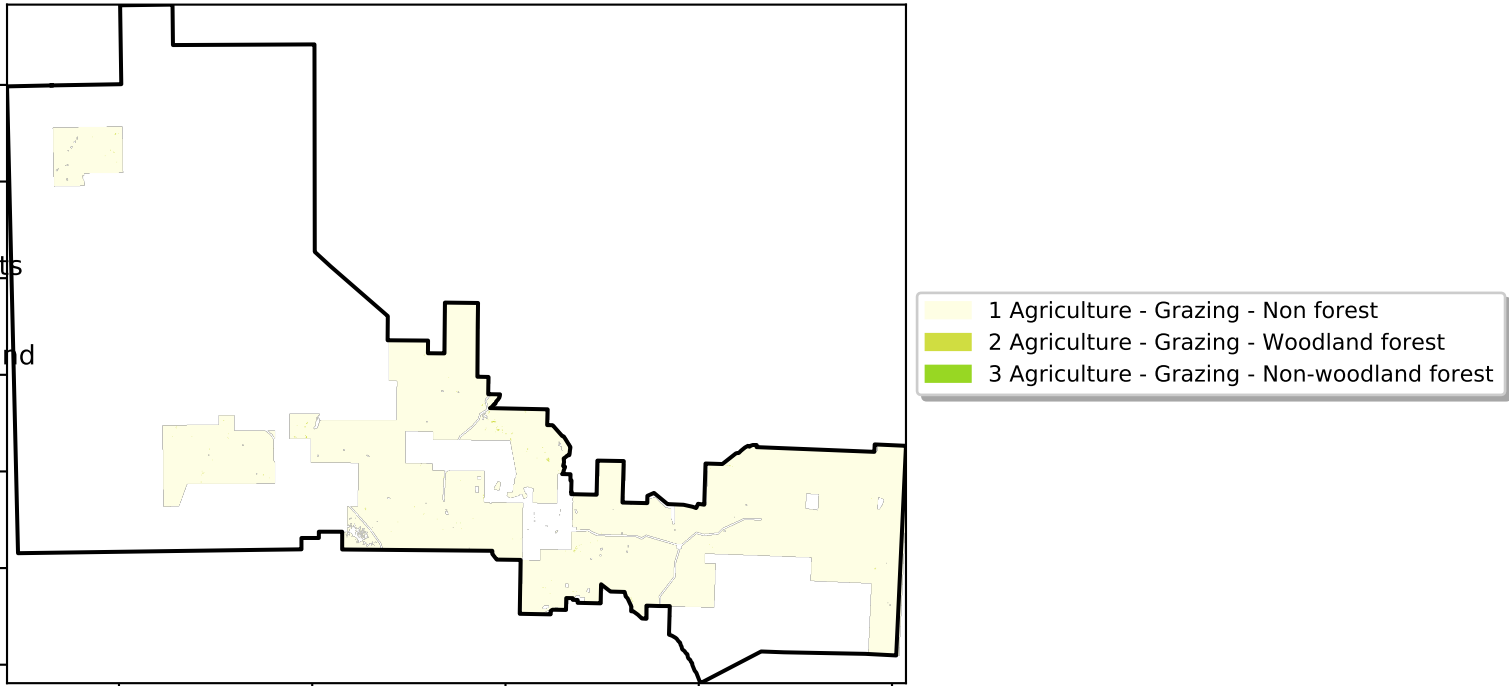 ts
nd
1 Agriculture - Grazing - Non forest
2 Agriculture - Grazing - Woodland forest
3 Agriculture - Grazing - Non-woodland forest